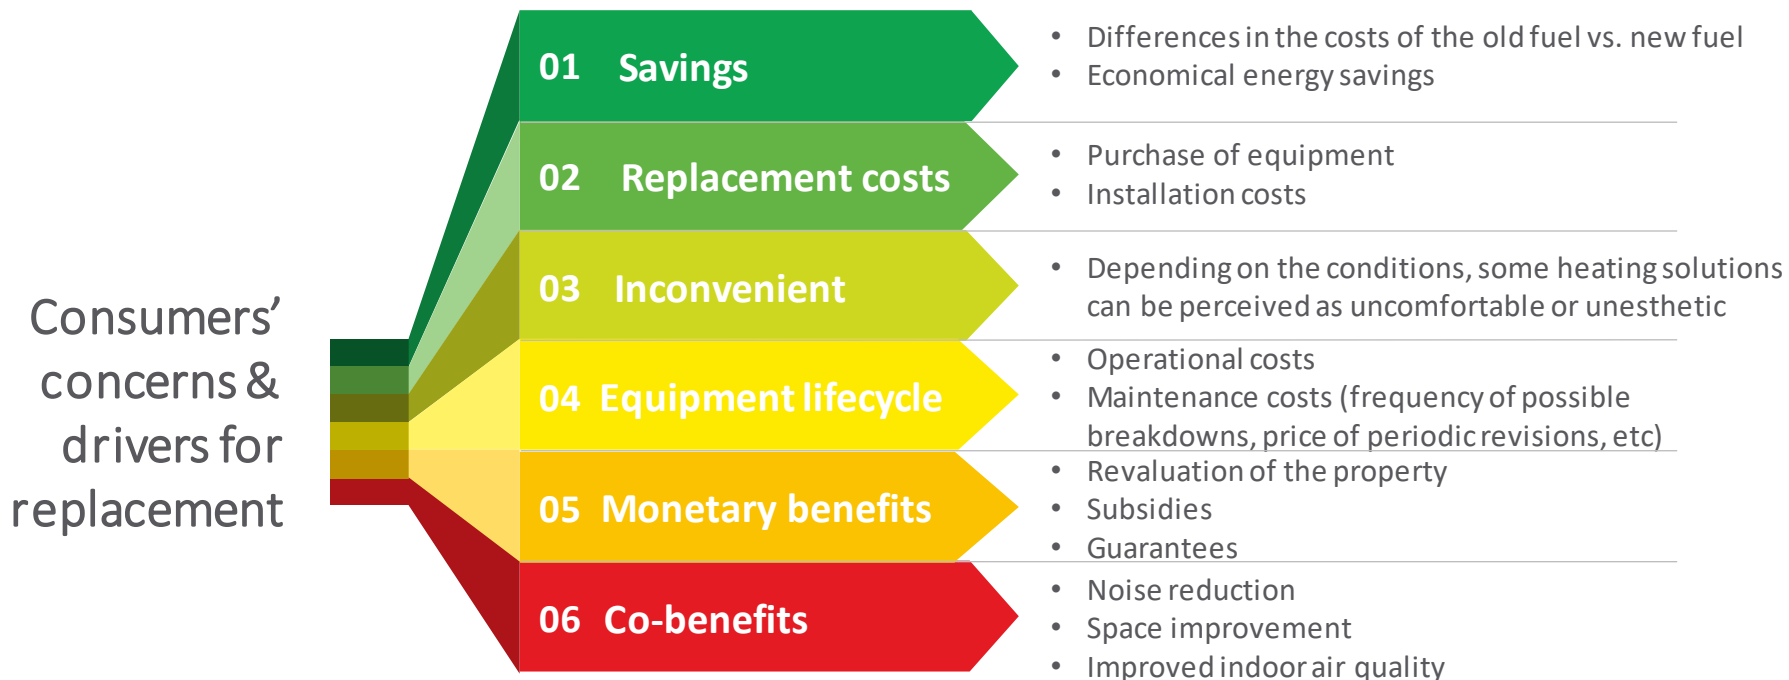 Consumers’
concerns &
drivers for
replacement
01 Savings
• Differences in the costs of the old fuel vs. new fuel
• Economical energy savings
02 Replacement costs
• Purchase of equipment
• Installation costs
03 Inconvenient
• Depending on the conditions, some heating solutions
can be perceived as uncomfortable or unesthetic
04 Equipment lifecycle
• Operational costs
• Maintenance costs (frequency of possible
breakdowns, price of periodic revisions, etc)
05 Monetary benefits
• Revaluation of the property
• Subsidies
• Guarantees
06 Co-benefits
• Noise reduction
• Space improvement
• Improved indoor air quality